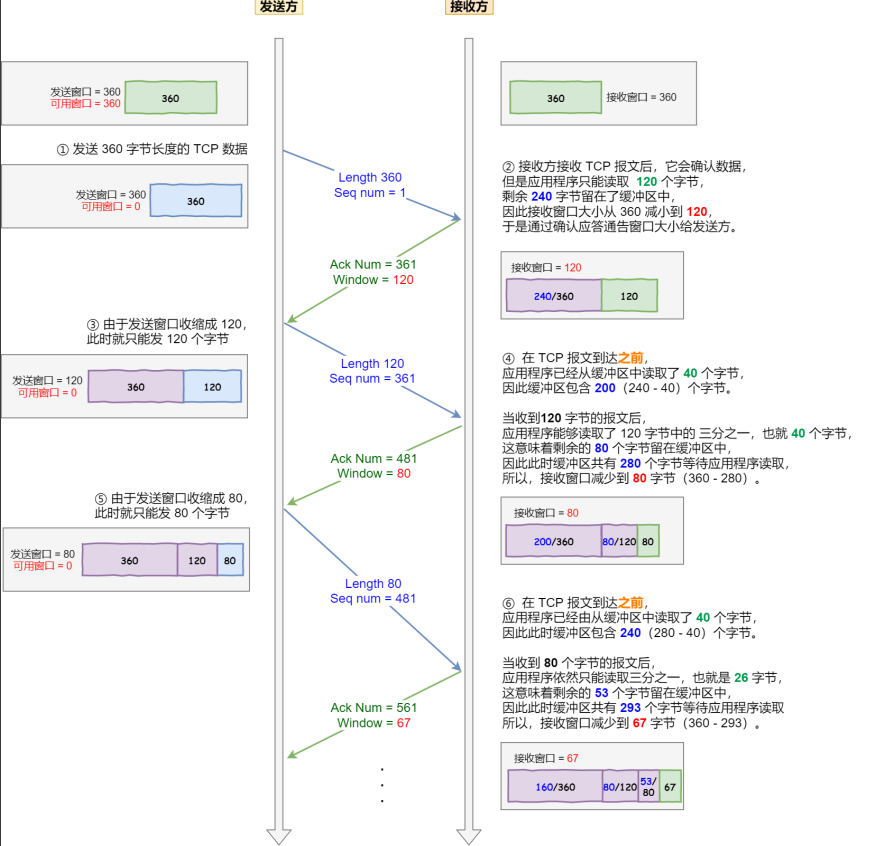 发送方
接收方
发送窗口 = 360
可用窗口 = 360
360
360
接收窗口 = 360
① 发送 360 字节长度的 TCP 数据
发送窗口 = 360
可用窗口 = 0
360
Length 360
Seq num = 1
② 接收方接收 TCP 报文后，它会确认数据，
但是应用程序只能读取 120 个字节，
剩余 240 字节留在了缓冲区中，
因此接收窗口大小从 360 减小到 120，
于是通过确认应答通告窗口大小给发送方。
Ack Num = 361
Window = 120
接收窗口 = 120
240/360
120
③ 由于发送窗口收缩成 120，
此时就只能发 120 个字节
发送窗口 = 120
可用窗口 = 0
360
120
Length 120
Seq num = 361
④ 在 TCP 报文到达之前，
应用程序已经从缓冲区中读取了 40 个字节，
因此缓冲区包含 200（240 - 40）个字节。
当收到120 字节的报文后，
应用程序能够读取了 120 字节中的 三分之一，也就 40 个字节，
这意味着剩余的 80 个字节留在缓冲区中，
因此此时缓冲区共有 280 个字节等待应用程序读取，
所以，接收窗口减少到 80 字节（360 - 280）。
Ack Num = 481
Window = 80
接收窗口 = 80
200/360
80/120
80
⑤ 由于发送窗口收缩成 80，
此时就只能发 80 个字节
发送窗口 = 80
可用窗口 = 0
360
120
80
Length 80
Seq num = 481
⑥ 在 TCP 报文到达之前，
应用程序已经由从缓冲区中读取了 40 个字节，
因此此时缓冲区包含 240（280 - 40）个字节。
当收到 80 个字节的报文后，
应用程序依然只能读取三分之一，也就是 26 字节，
这意味着剩余的 53 个字节留在缓冲区中，
因此此时缓冲区共有 293 个字节等待应用程序读取
所以，接收窗口减少到 67 字节（360 - 293）。
Ack Num = 561
Window = 67
接收窗口 = 67
160/360
80/120
53/
80
67